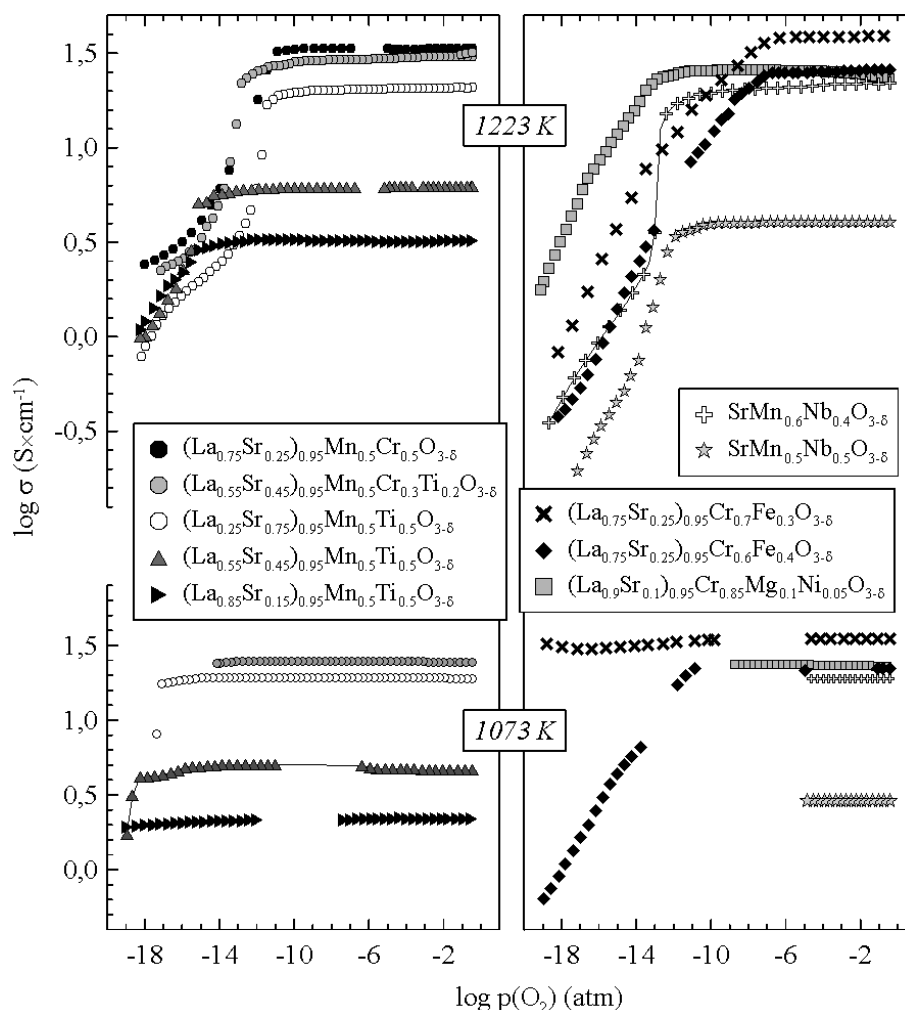 1,5
1,0
0,5
0,0
-0,5
1223 K
log σ (S×cm⁻¹)
(La₀.₇₅Sr₀.₂₅)₀.₉₅Mn₀.₅Cr₀.₅O₃₋δ
(La₀.₅₅Sr₀.₄₅)₀.₉₅Mn₀.₅Cr₀.₃Ti₀.₂O₃₋δ
(La₀.₂₅Sr₀.₇₅)₀.₉₅Mn₀.₅Ti₀.₅O₃₋δ
(La₀.₅₅Sr₀.₄₅)₀.₉₅Mn₀.₅Ti₀.₅O₃₋δ
(La₀.₈₅Sr₀.₁₅)₀.₉₅Mn₀.₅Ti₀.₅O₃₋δ
SrMn₀.₆Nb₀.₄O₃₋δ
SrMn₀.₅Nb₀.₅O₃₋δ
(La₀.₇₅Sr₀.₂₅)₀.₉₅Cr₀.₇Fe₀.₃O₃₋δ
(La₀.₇₅Sr₀.₂₅)₀.₉₅Cr₀.₆Fe₀.₄O₃₋δ
(La₀.₉Sr₀.₁)₀.₉₅Cr₀.₈₅Mg₀.₁Ni₀.₀₅O₃₋δ
1,5
1,0
0,5
0,0
1073 K
-18 -14 -10 -6 -2
-18 -14 -10 -6 -2
log p(O₂) (atm)